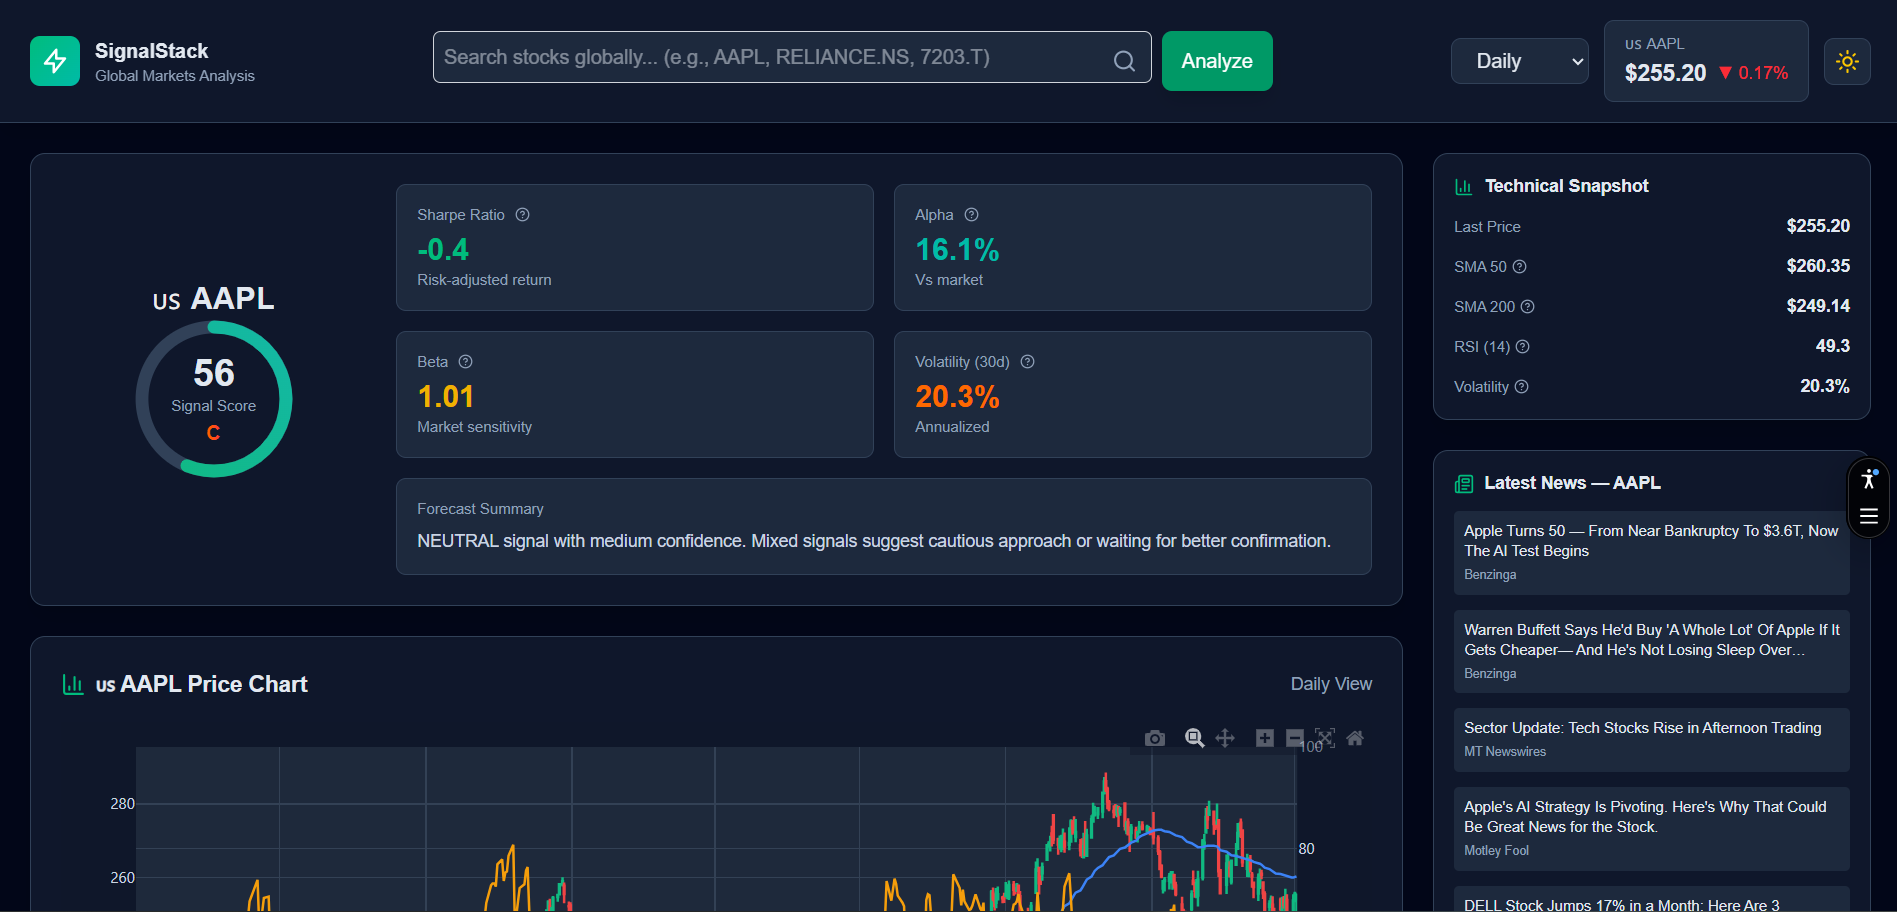 SignalStack
Global Markets Analysis
Search stocks globally... (e.g., AAPL, RELIANCE.NS, 7203.T)
Analyze
Daily
US AAPL
$255.20 ▼ 0.17%
US AAPL
56
Signal Score
C
Sharpe Ratio
-0.4
Risk-adjusted return
Alpha
16.1%
Vs market
Beta
1.01
Market sensitivity
Volatility (30d)
20.3%
Annualized
Forecast Summary
NEUTRAL signal with medium confidence. Mixed signals suggest cautious approach or waiting for better confirmation.
US AAPL Price Chart
Daily View
100
280
80
260
Technical Snapshot
Last Price $255.20
SMA 50 $260.35
SMA 200 $249.14
RSI (14) 49.3
Volatility 20.3%
Latest News — AAPL
Apple Turns 50 — From Near Bankruptcy To $3.6T, Now
The AI Test Begins
Benzinga
Warren Buffett Says He'd Buy 'A Whole Lot' Of Apple If It
Gets Cheaper— And He's Not Losing Sleep Over…
Benzinga
Sector Update: Tech Stocks Rise in Afternoon Trading
MT Newswires
Apple's AI Strategy Is Pivoting. Here's Why That Could
Be Great News for the Stock.
Motley Fool
DELL Stock Jumps 17% in a Month: Here Are 3